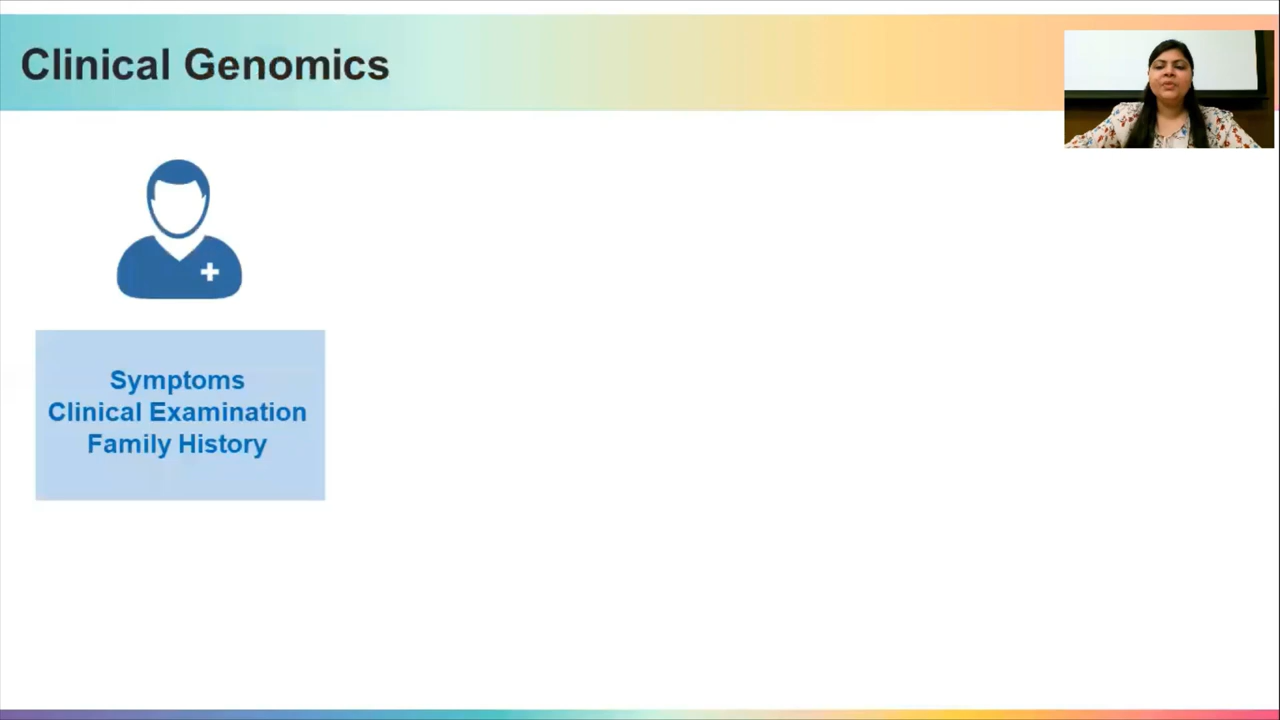 Clinical Genomics
Symptoms
Clinical Examination
Family History